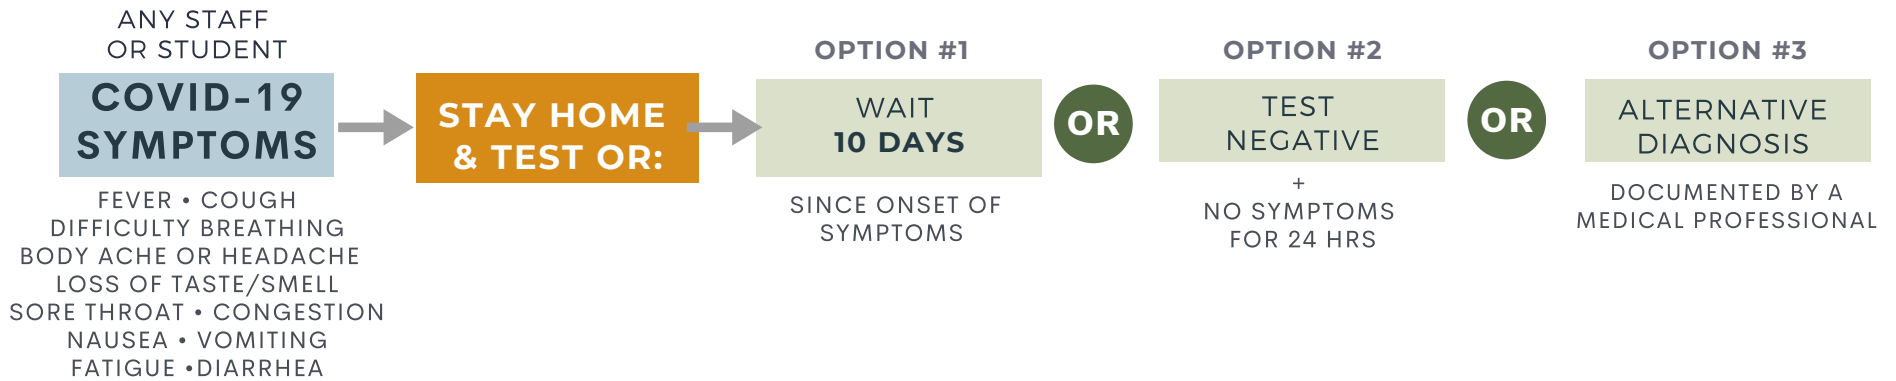 ANY STAFF
OR STUDENT
COVID-19
SYMPTOMS
FEVER • COUGH
DIFFICULTY BREATHING
BODY ACHE OR HEADACHE
LOSS OF TASTE/SMELL
SORE THROAT • CONGESTION
NAUSEA • VOMITING
FATIGUE •DIARRHEA
STAY HOME
& TEST OR:
OPTION #1
WAIT
10 DAYS
SINCE ONSET OF
SYMPTOMS
OR
OPTION #2
TEST
NEGATIVE
+
NO SYMPTOMS
FOR 24 HRS
OR
OPTION #3
ALTERNATIVE
DIAGNOSIS
DOCUMENTED BY A
MEDICAL PROFESSIONAL